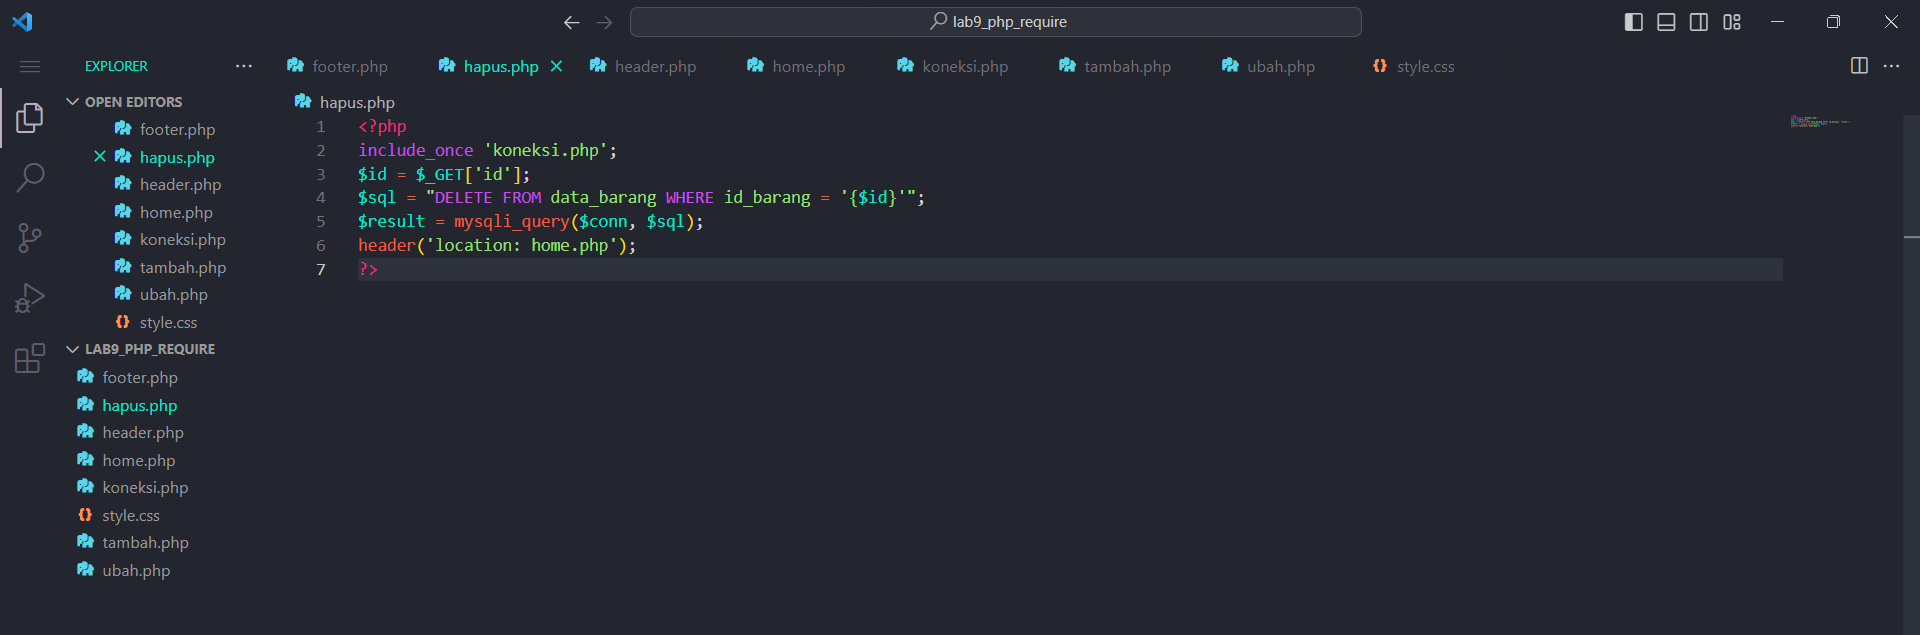 lab9_php_require
EXPLORER
footer.php
hapus.php
header.php
home.php
koneksi.php
tambah.php
ubah.php
style.css
OPEN EDITORS
footer.php
hapus.php
header.php
home.php
koneksi.php
tambah.php
ubah.php
style.css
LAB9_PHP_REQUIRE
footer.php
hapus.php
header.php
home.php
koneksi.php
style.css
tambah.php
ubah.php
hapus.php
1 <?php
2 include_once 'koneksi.php';
3 $id = $_GET['id'];
4 $sql = "DELETE FROM data_barang WHERE id_barang = '{$id}'";
5 $result = mysqli_query($conn, $sql);
6 header('location: home.php');
7 ?>